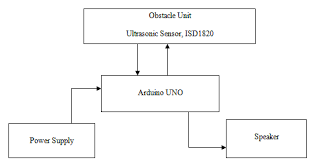 Obstacle Unit
Ultrasonic Sensor, ISD1820
Arduino UNO
Power Supply
Speaker